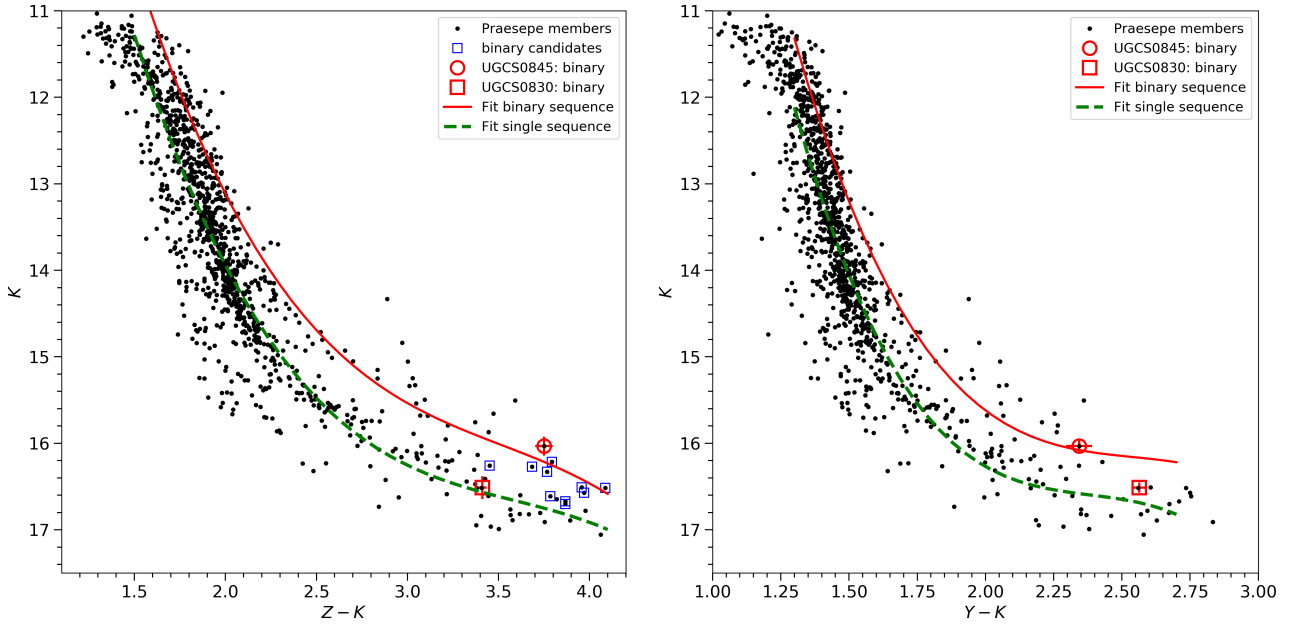 11
12
13
14
15
16
17
K
1.5
2.0
2.5
3.0
3.5
4.0
Z − K
Praesepe members
binary candidates
UGCS0845: binary
UGCS0830: binary
Fit binary sequence
Fit single sequence
11
12
13
14
15
16
17
K
1.00
1.25
1.50
1.75
2.00
2.25
2.50
2.75
3.00
Y − K
Praesepe members
UGCS0845: binary
UGCS0830: binary
Fit binary sequence
Fit single sequence